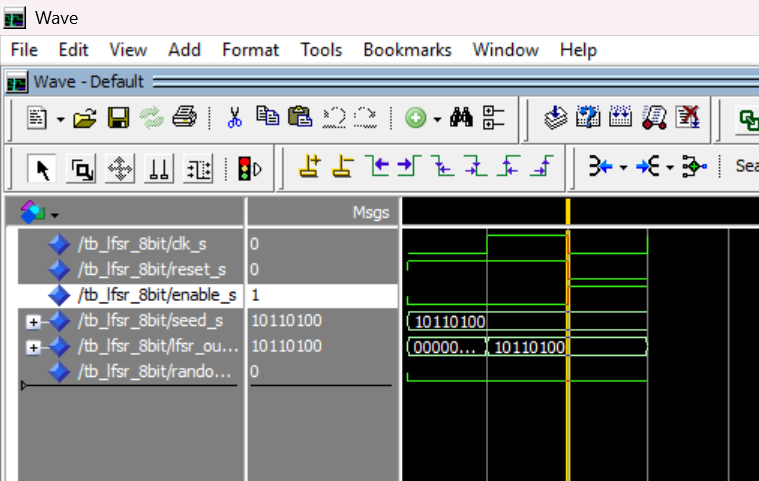 Wave
File Edit View Add Format Tools Bookmarks Window Help
Wave - Default
Sea
Msgs
/tb_lfsr_8bit/clk_s 0
/tb_lfsr_8bit/reset_s 0
/tb_lfsr_8bit/enable_s 1
/tb_lfsr_8bit/seed_s 10110100 10110100
/tb_lfsr_8bit/lfsr_ou... 10110100 00000... 10110100
/tb_lfsr_8bit/rando... 0